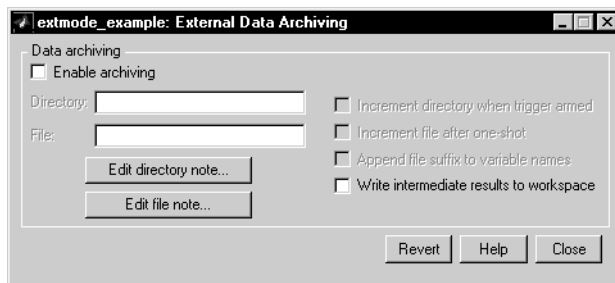 extmode_example: External Data Archiving
Data archiving
Enable archiving
Directory:
File:
Edit directory note...
Edit file note...
Increment directory when trigger armed
Increment file after one-shot
Append file suffix to variable names
Write intermediate results to workspace
Revert
Help
Close